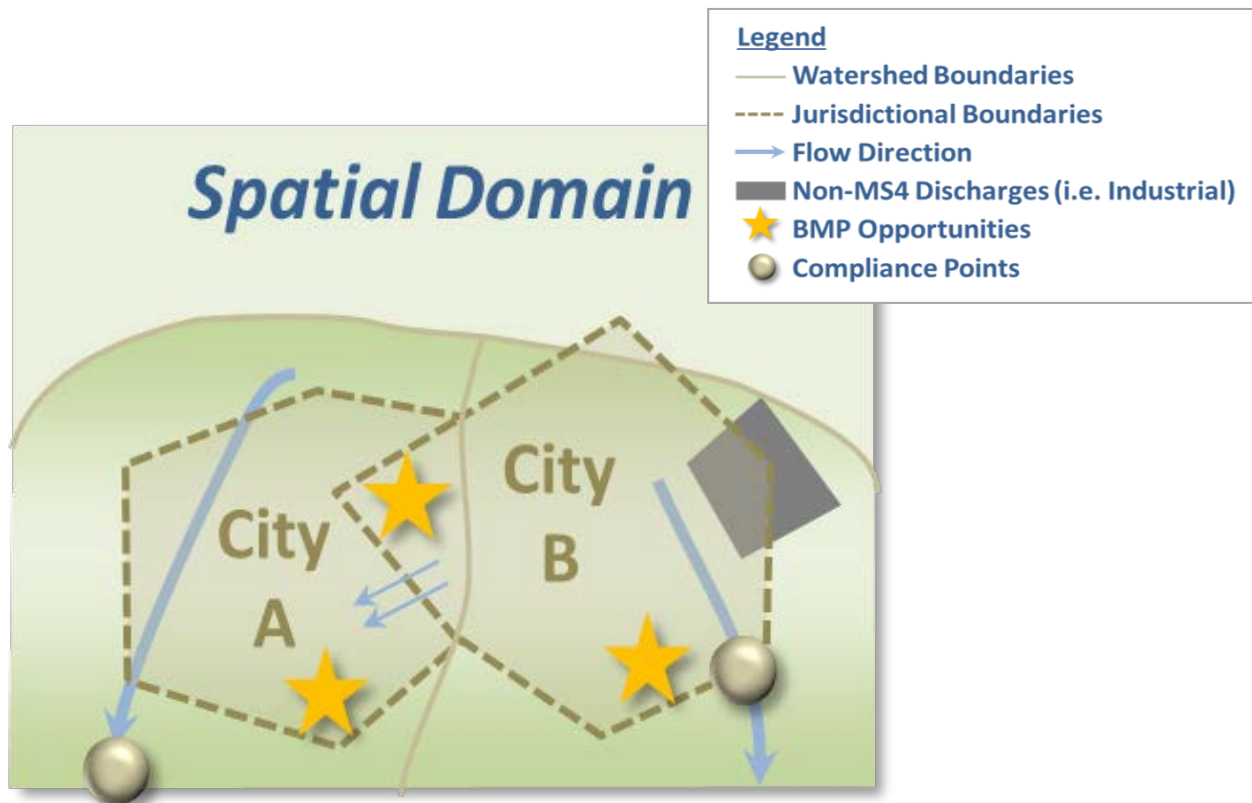 Legend
Watershed Boundaries
Jurisdictional Boundaries
Flow Direction
Non-MS4 Discharges (i.e. Industrial)
BMP Opportunities
Compliance Points
Spatial Domain
City
A
City
B